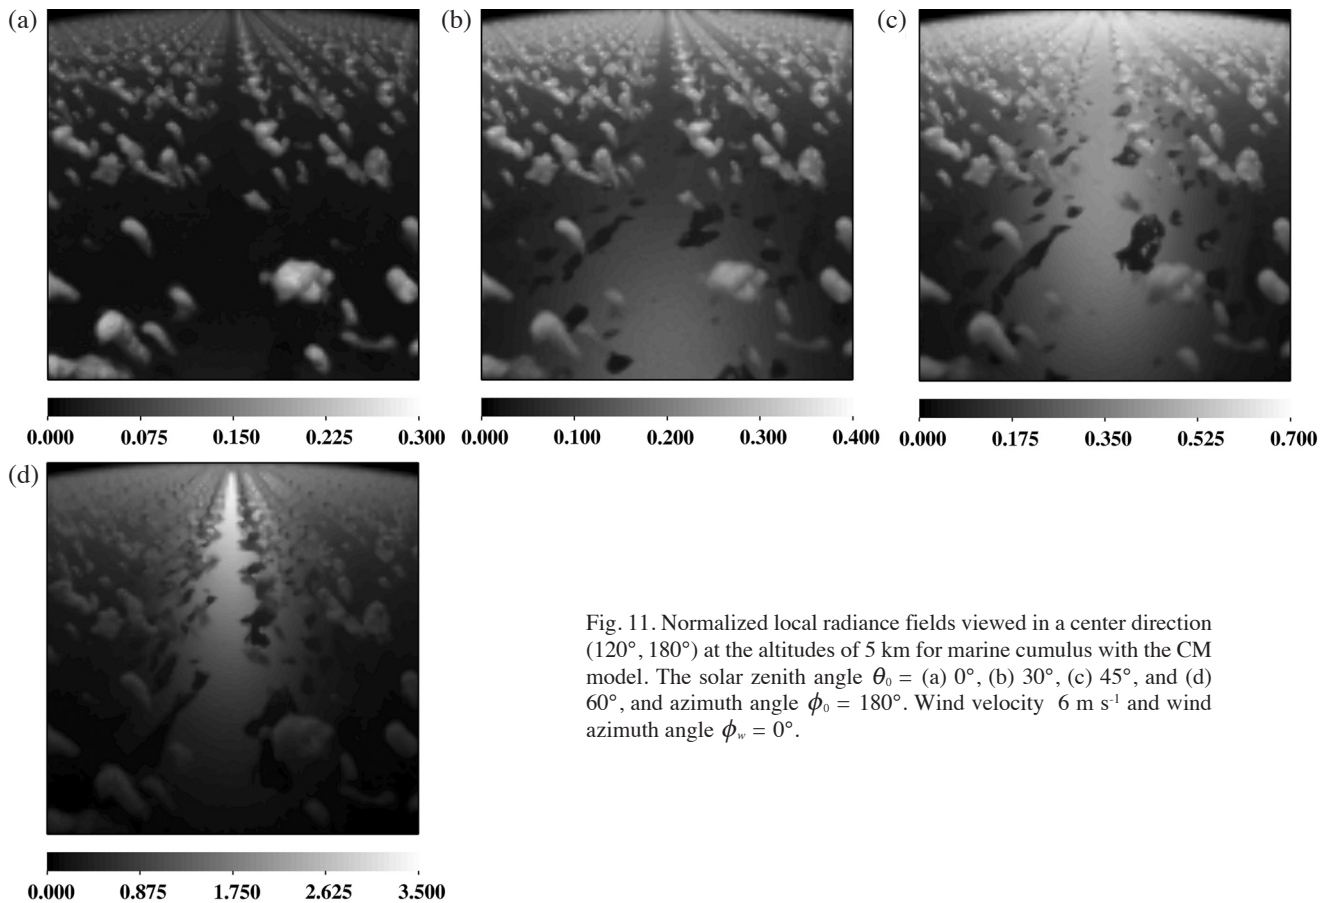 (a)
(b)
(c)
0.000 0.075 0.150 0.225 0.300
0.000 0.100 0.200 0.300 0.400
0.000 0.175 0.350 0.525 0.700
(d)
0.000 0.875 1.750 2.625 3.500
Fig. 11. Normalized local radiance fields viewed in a center direction
(120°, 180°) at the altitudes of 5 km for marine cumulus with the CM
model. The solar zenith angle θ₀ = (a) 0°, (b) 30°, (c) 45°, and (d)
60°, and azimuth angle ϕ₀ = 180°. Wind velocity 6 m s⁻¹ and wind
azimuth angle ϕw = 0°.